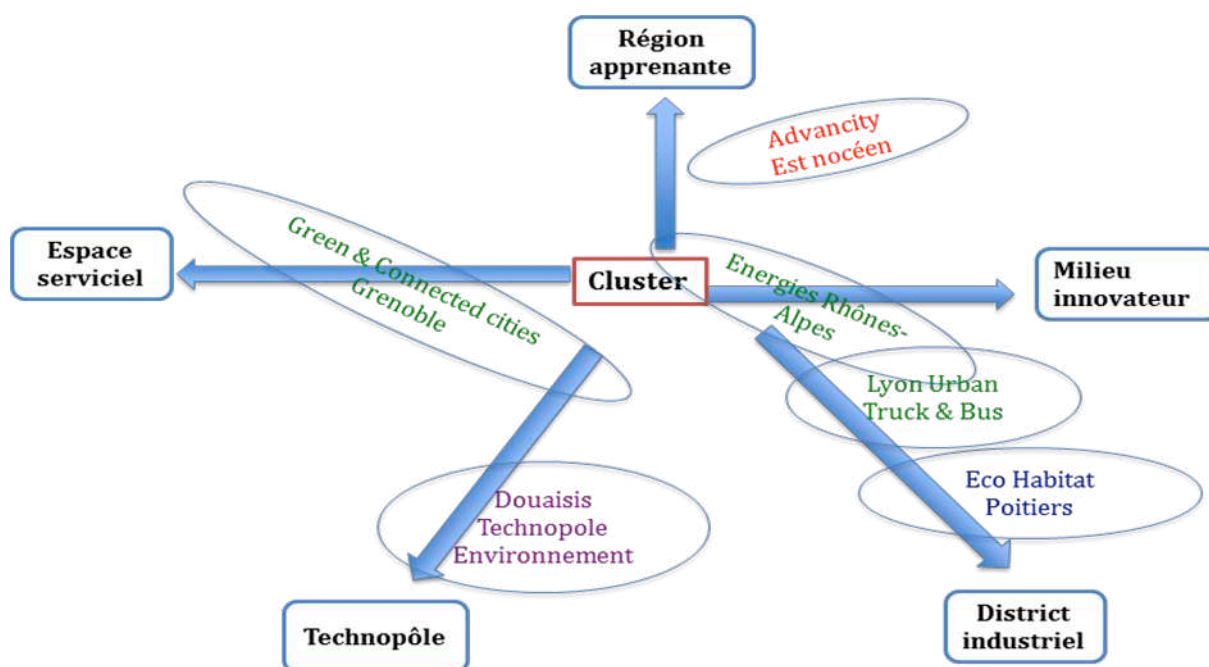 Région
apprenante
Advancity
Est nocéen
Espace
serviciel
Green & Connected cities
Grenoble
Cluster
Energies Rhônes-
Alpes
Milieu
innovateur
Lyon Urban
Truck & Bus
Eco Habitat
Poitiers
Douaisis
Technopole
Environnement
Technopôle
District
industriel